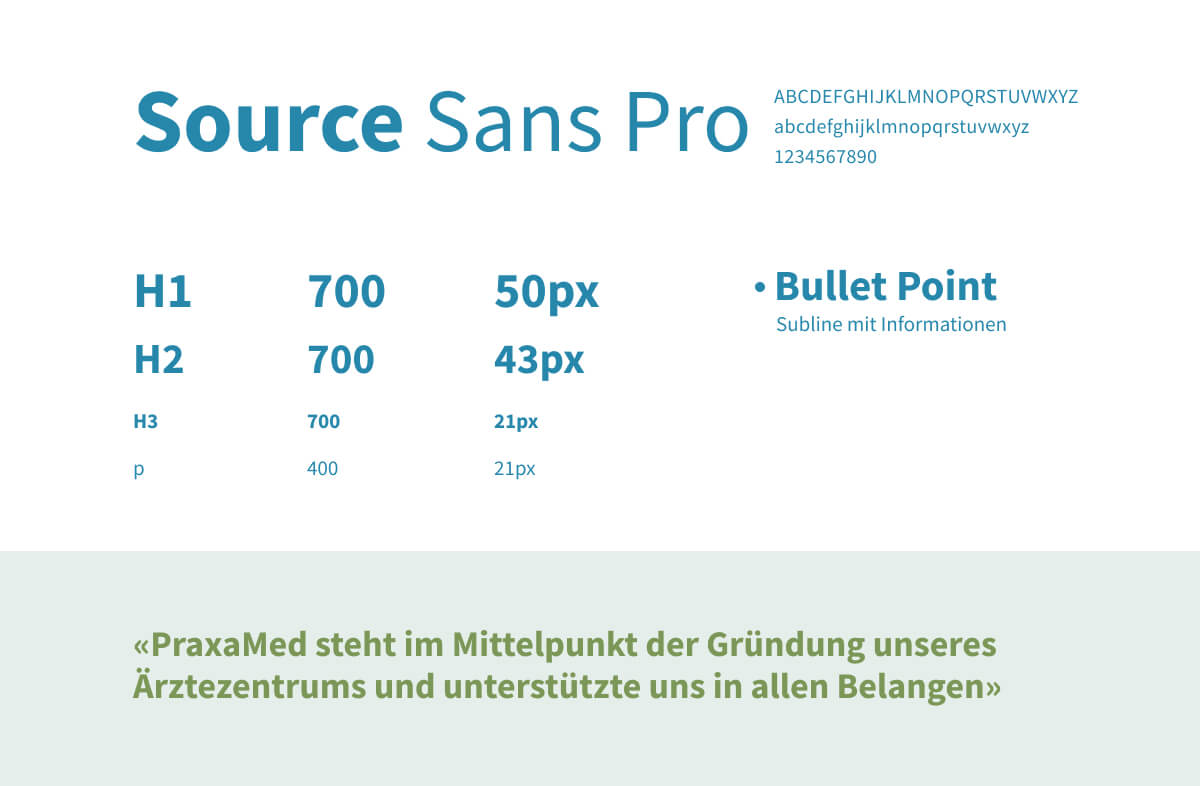 Source Sans Pro
ABCDEFGHIJKLMNOPQRSTUVWXYZ
abcdefghijklmnopqrstuvwxyz
1234567890
H1 700 50px
H2 700 43px
H3 700 21px
p 400 21px
• Bullet Point
Subline mit Informationen
«PraxaMed steht im Mittelpunkt der Gründung unseres
Ärztezentrums und unterstützte uns in allen Belangen»